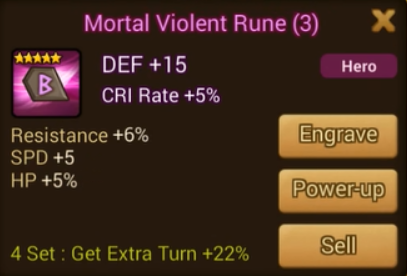 Mortal Violent Rune (3)
DEF +15
Hero
CRI Rate +5%
Resistance +6%
SPD +5
HP +5%
Engrave
Power-up
Sell
4 Set : Get Extra Turn +22%